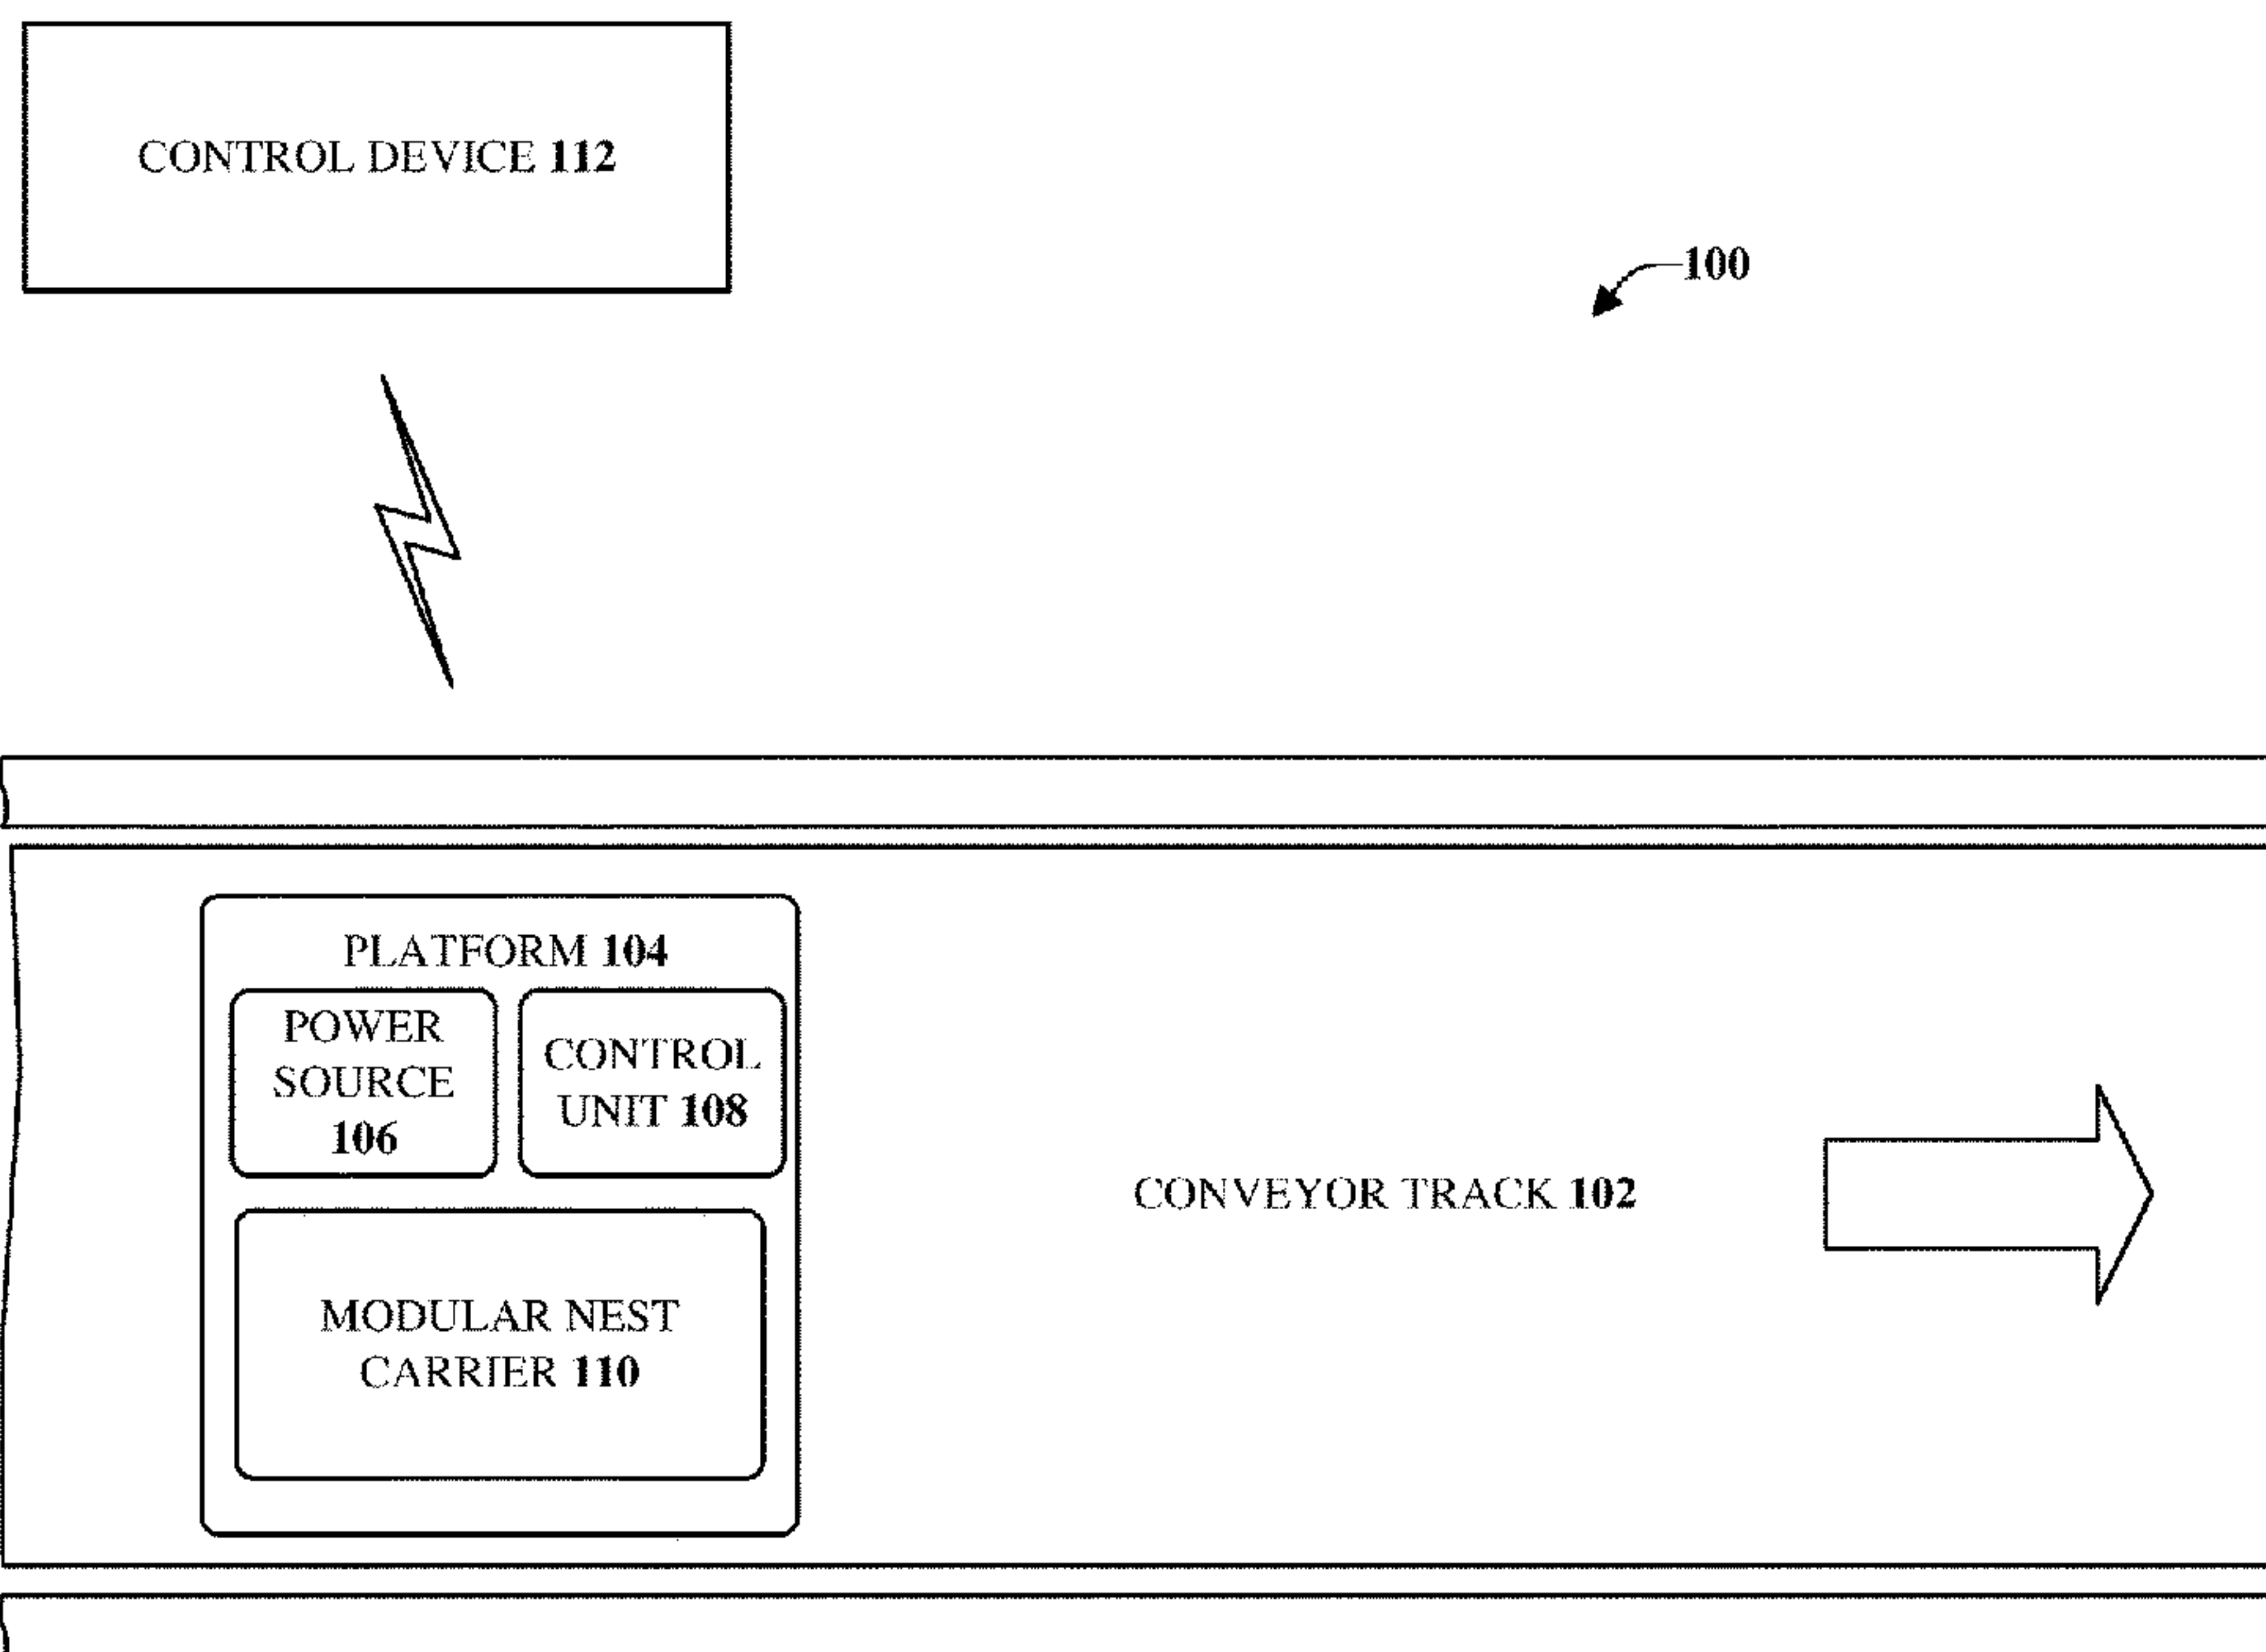 CONTROL DEVICE 112
100
PLATFORM 104
POWER
SOURCE
106
CONTROL
UNIT 108
CONVEYOR TRACK 102
MODULAR NEST
CARRIER 110